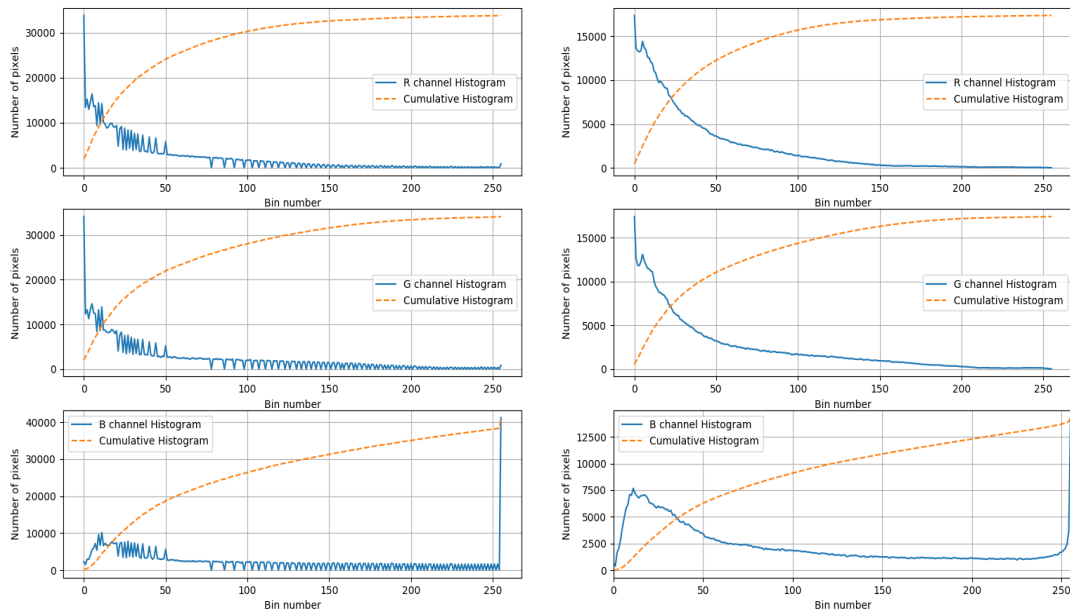 Number of pixels
30000
20000
10000
0
R channel Histogram
Cumulative Histogram
0 50 100 150 200 250
Bin number
Number of pixels
15000
10000
5000
0
R channel Histogram
Cumulative Histogram
0 50 100 150 200 250
Bin number
Number of pixels
30000
20000
10000
0
G channel Histogram
Cumulative Histogram
0 50 100 150 200 250
Bin number
Number of pixels
15000
10000
5000
0
G channel Histogram
Cumulative Histogram
0 50 100 150 200 250
Bin number
Number of pixels
40000
30000
20000
10000
0
B channel Histogram
Cumulative Histogram
0 50 100 150 200 250
Bin number
Number of pixels
12500
10000
7500
5000
2500
0
B channel Histogram
Cumulative Histogram
0 50 100 150 200 250
Bin number